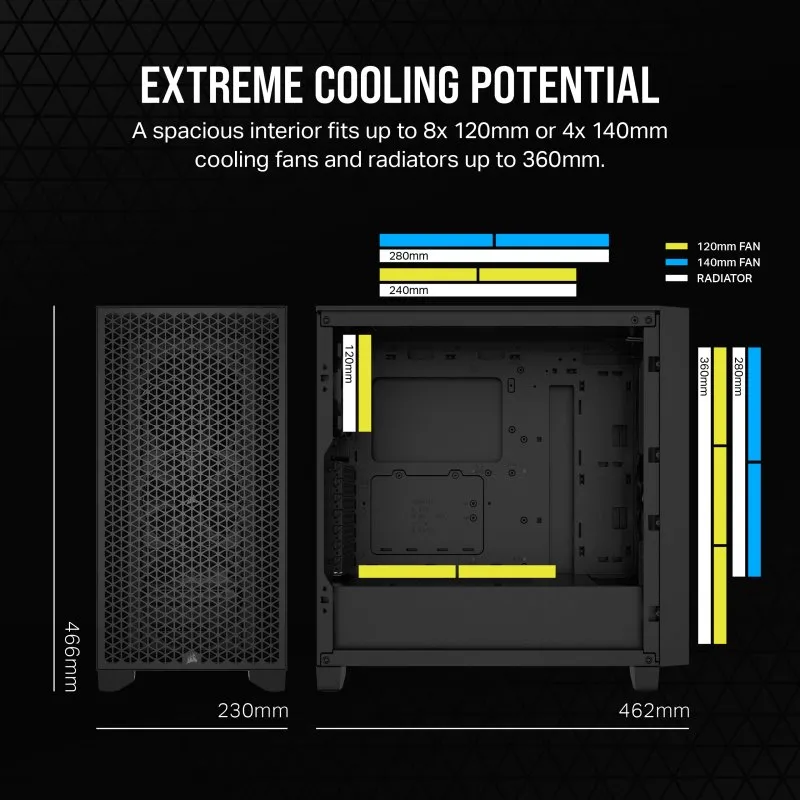 EXTREME COOLING POTENTIAL
A spacious interior fits up to 8x 120mm or 4x 140mm
cooling fans and radiators up to 360mm.
280mm
240mm
120mm FAN
140mm FAN
RADIATOR
120mm
360mm
280mm
466mm
230mm
462mm